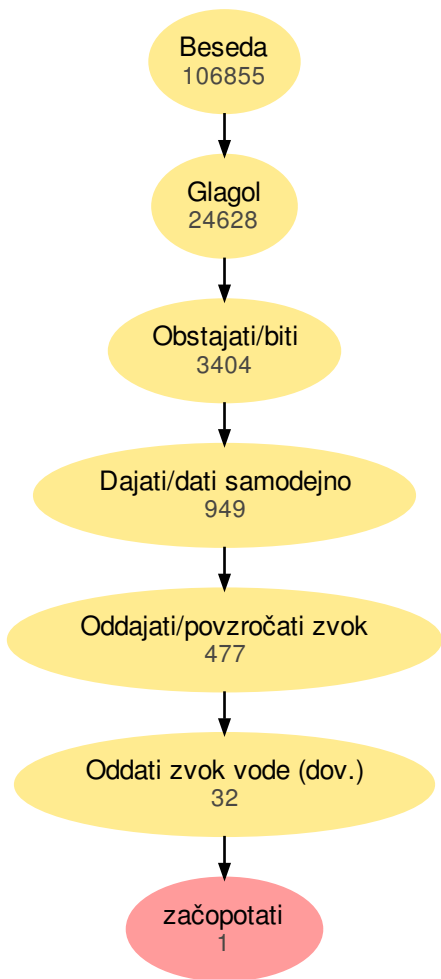 Beseda
106855
Glagol
24628
Obstajati/biti
3404
Dajati/dati samodejno
949
Oddajati/povzročati zvok
477
Oddati zvok vode (dov.)
32
začopotati
1